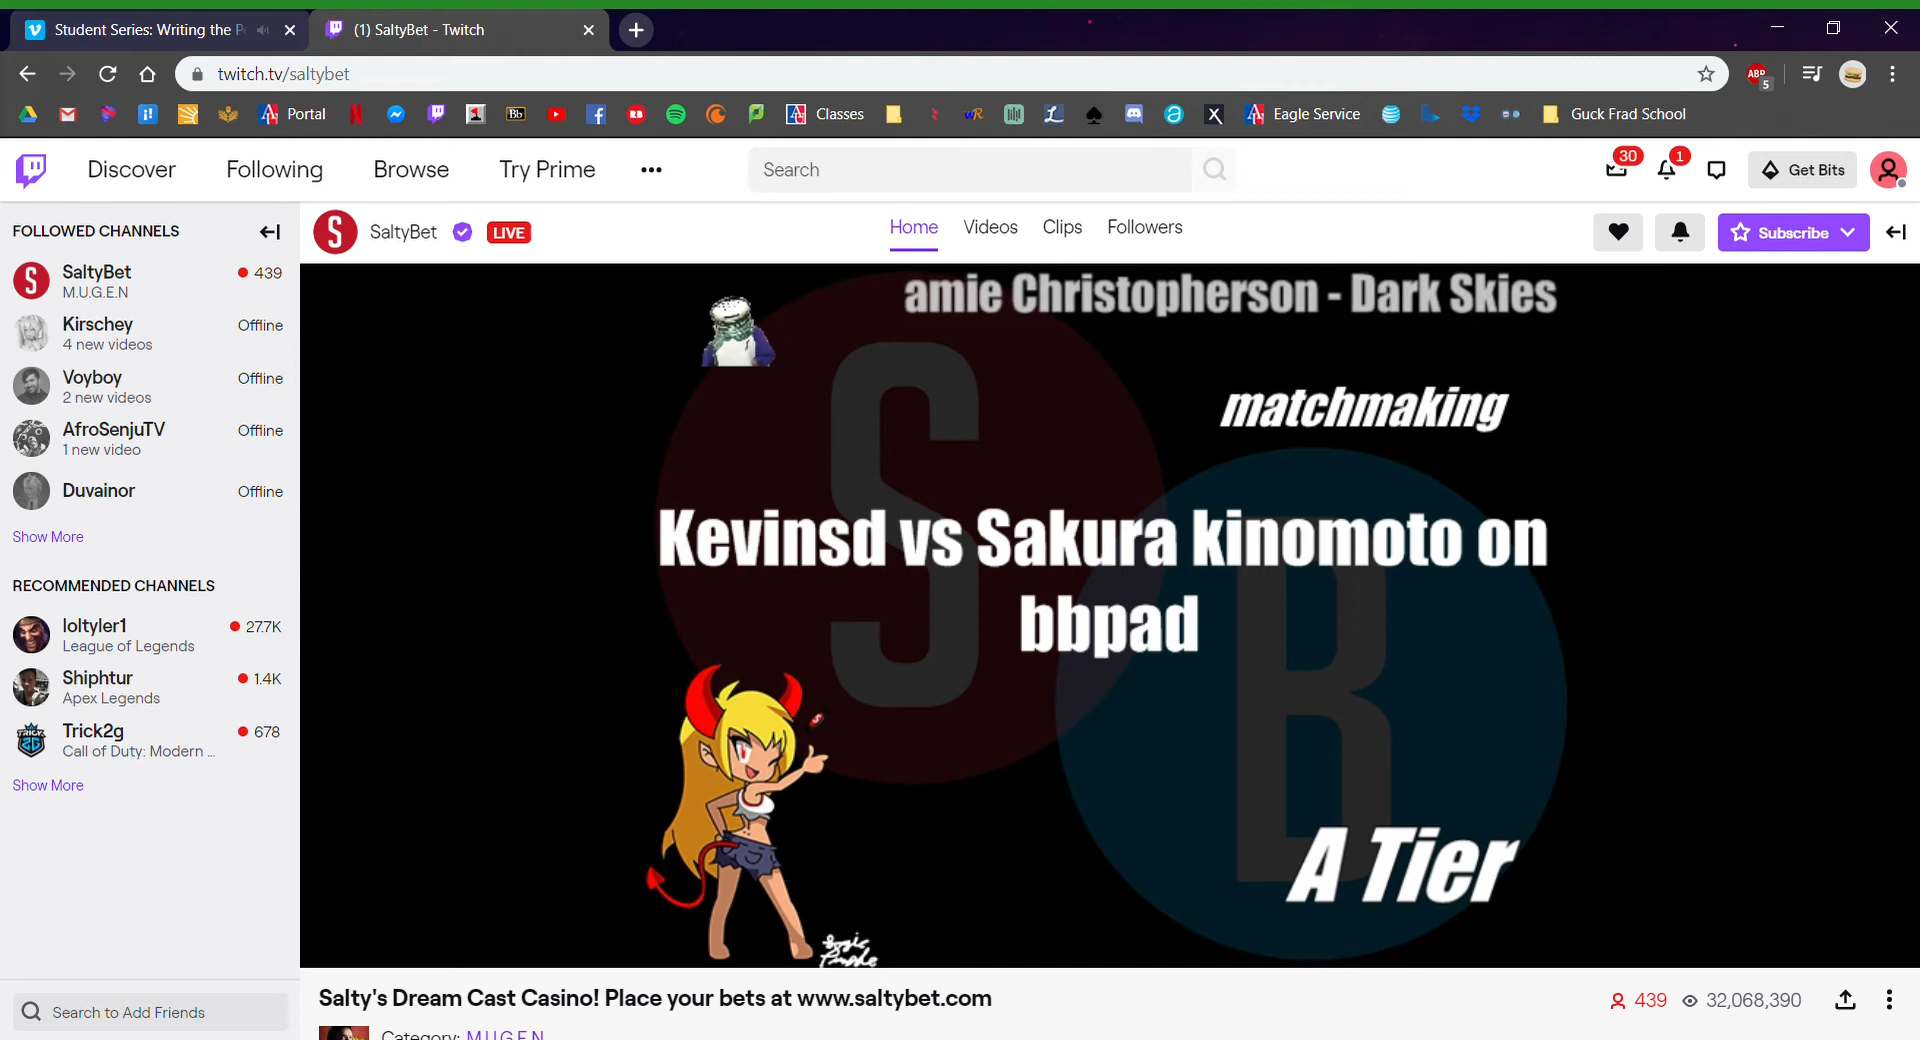 Student Series: Writing the P
(1) SaltyBet - Twitch
twitch.tv/saltybet
ABP
5
Portal
Bb
Classes
wR
X
Eagle Service
Guck Frad School
Discover
Following
Browse
Try Prime
Search
30
1
Get Bits
FOLLOWED CHANNELS
SaltyBet
439
M.U.G.E.N
Kirschey
Offline
4 new videos
Voyboy
Offline
2 new videos
AfroSenjuTV
Offline
1 new video
Duvainor
Offline
Show More
RECOMMENDED CHANNELS
loltyler1
27.7K
League of Legends
Shiphtur
1.4K
Apex Legends
Trick2g
678
Call of Duty: Modern ...
Show More
Search to Add Friends
S
SaltyBet
LIVE
Home
Videos
Clips
Followers
Subscribe
amie Christopherson - Dark Skies
matchmaking
Kevinsd vs Sakura kinomoto on
bbpad
S
B
A Tier
Salty's Dream Cast Casino! Place your bets at www.saltybet.com
439
32,068,390
Category: M.U.G.E.N